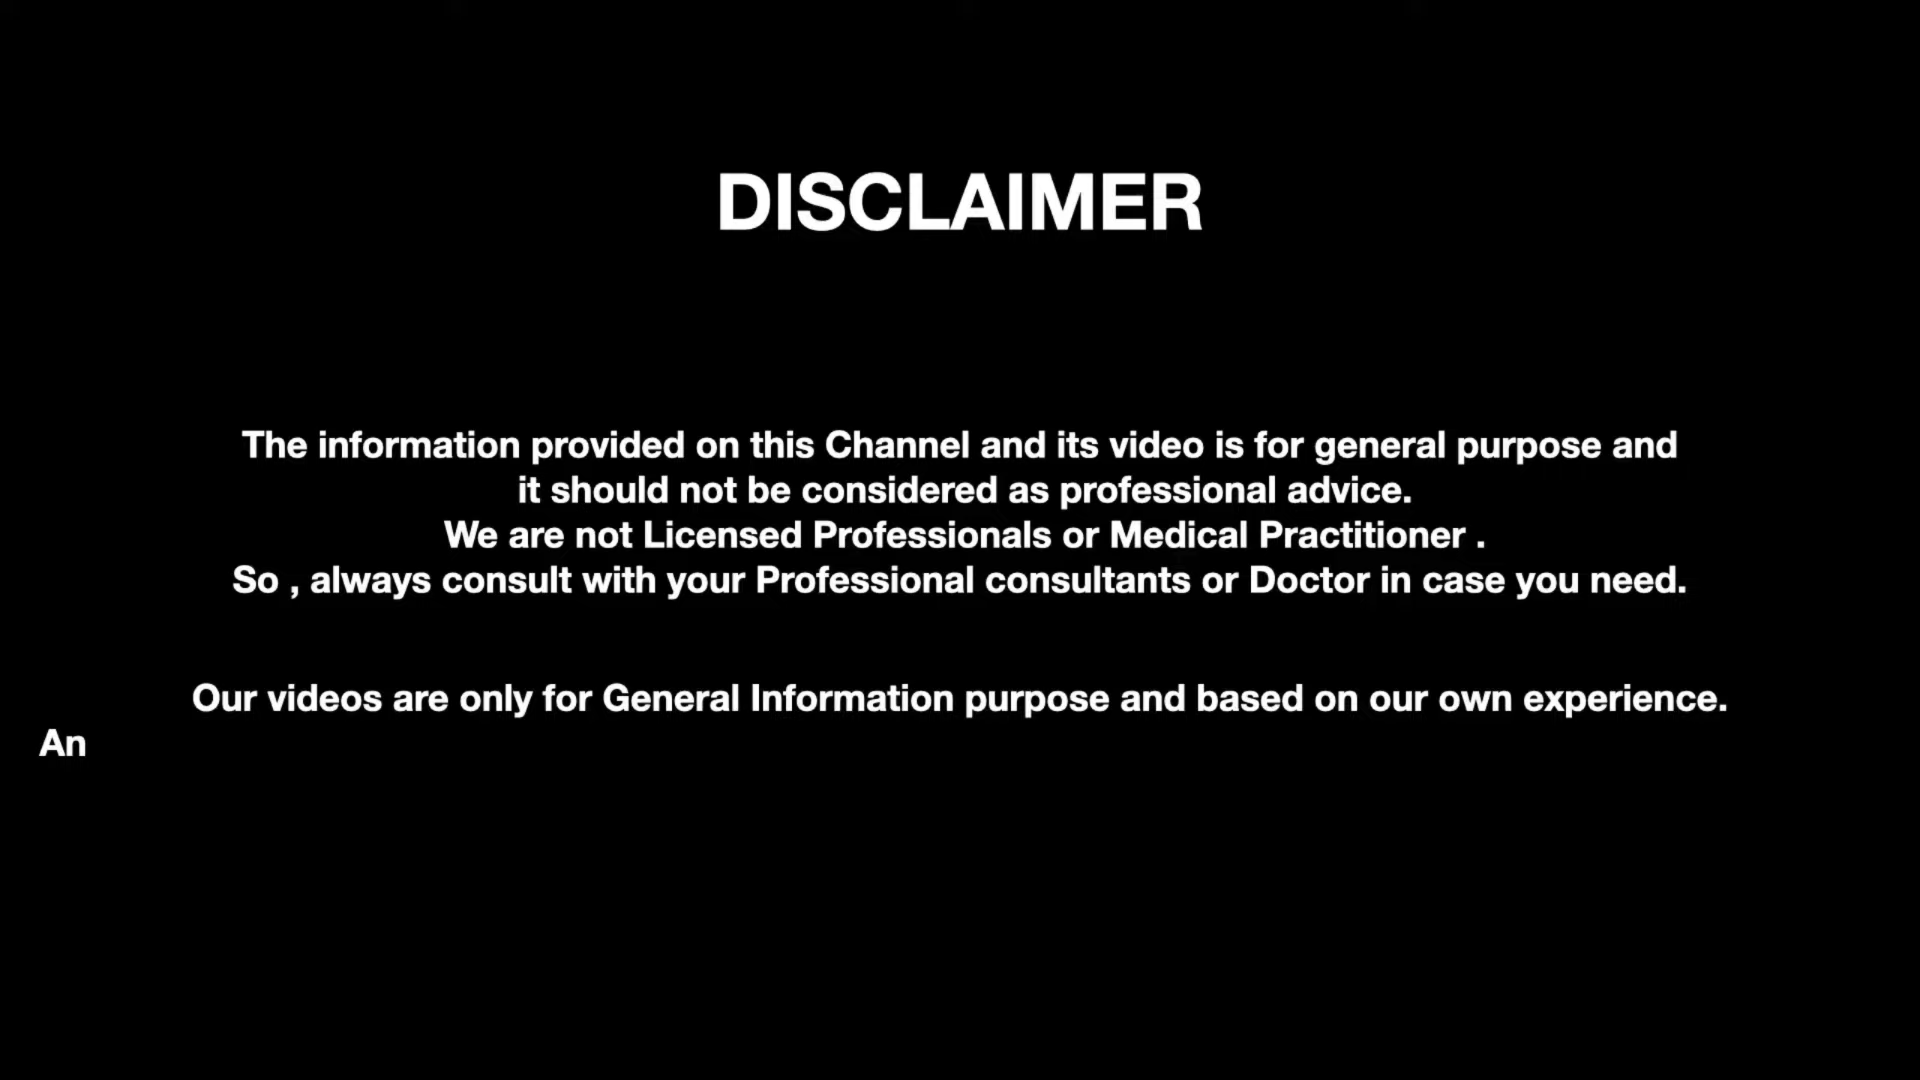 DISCLAIMER
The information provided on this Channel and its video is for general purpose and
it should not be considered as professional advice.
We are not Licensed Professionals or Medical Practitioner .
So , always consult with your Professional consultants or Doctor in case you need.
Our videos are only for General Information purpose and based on our own experience.
An